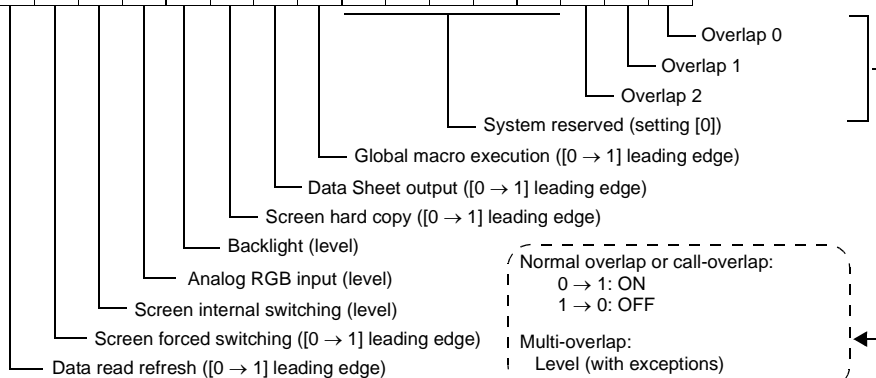 Overlap 0
Overlap 1
Overlap 2
System reserved (setting [0])
Global macro execution ([0 → 1] leading edge)
Data Sheet output ([0 → 1] leading edge)
Screen hard copy ([0 → 1] leading edge)
Backlight (level)
Analog RGB input (level)
Screen internal switching (level)
Screen forced switching ([0 → 1] leading edge)
Data read refresh ([0 → 1] leading edge)
Normal overlap or call-overlap:
0 → 1: ON
1 → 0: OFF
Multi-overlap:
Level (with exceptions)